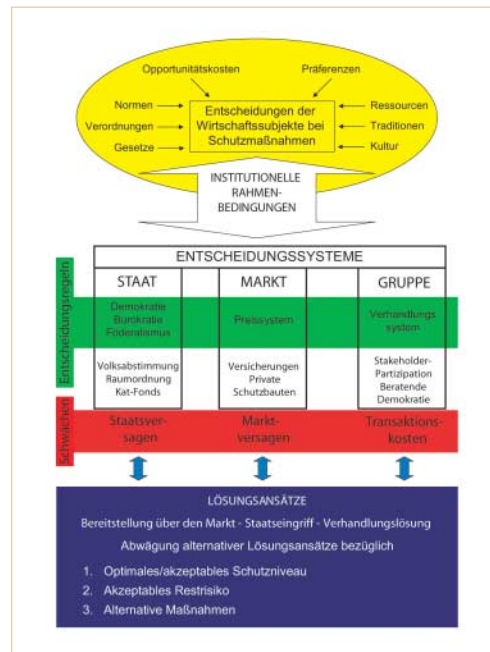 Opportunitätskosten Präferenzen
Normen
Verordnungen
Gesetze
Entscheidungen der
Wirtschaftssubjekte bei
Schutzmaßnahmen
Ressourcen
Traditionen
Kultur
INSTITUTIONELLE
RAHMEN-
BEDINGUNGEN
ENTSCHEIDUNGSSYSTEME
STAAT MARKT GRUPPE
Entscheidungsregeln
Demokratie
Bürokratie
Föderalismus
Preissystem
Verhandlungs
system
Volksabstimmung
Raumordnung
Kat-Fonds
Versicherungen
Private
Schutzbauten
Stakeholder-
Partizipation
Beratende
Demokratie
Schwächen
Staatsver-
sagen
Markt-
versagen
Transaktions-
kosten
LÖSUNGSANSÄTZE
Bereitstellung über den Markt - Staatseingriff - Verhandlungslösung
Abwägung alternativer Lösungsansätze bezüglich
1. Optimales/akzeptables Schutzniveau
2. Akzeptables Restrisiko
3. Alternative Maßnahmen